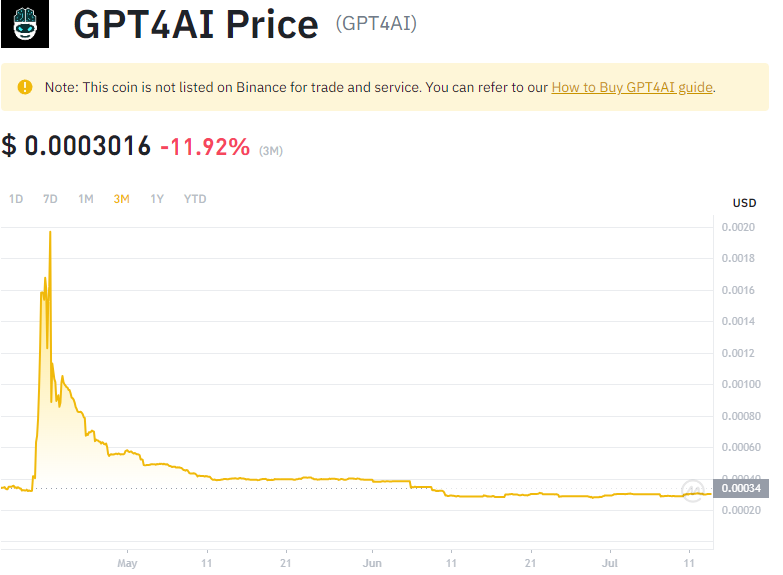 GPT4AI Price (GPT4AI)
Note: This coin is not listed on Binance for trade and service. You can refer to our How to Buy GPT4AI guide.
$ 0.0003016 -11.92% (3M)
1D 7D 1M 3M 1Y YTD
USD
0.0020
0.0018
0.0016
0.0014
0.0012
0.00100
0.00080
0.00060
0.00034
0.00020
May 11 21 Jun 11 21 Jul 11